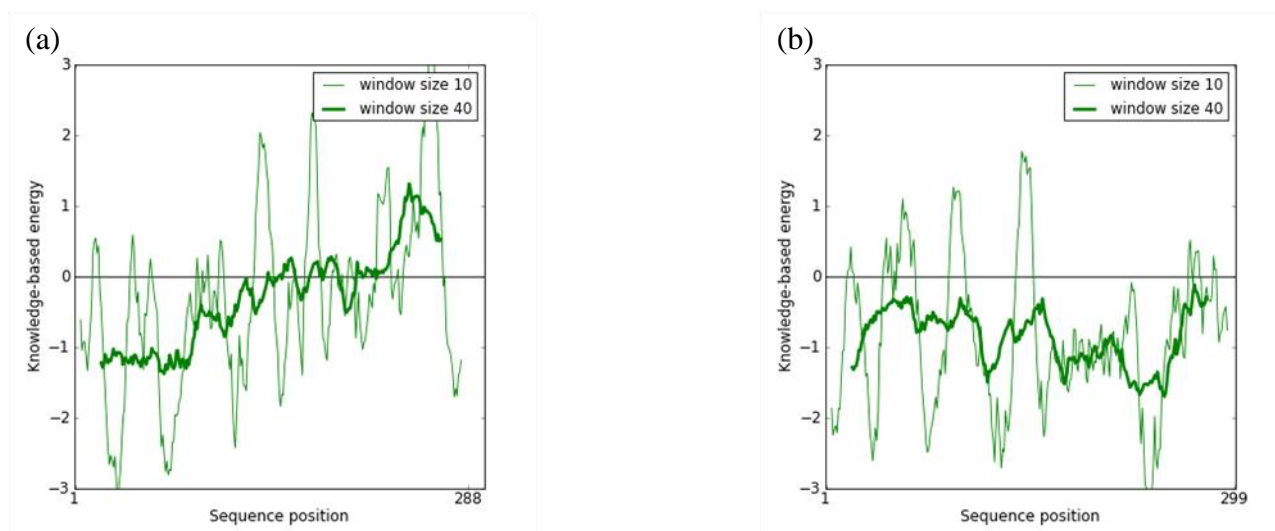 (a)
3
2
1
0
−1
−2
−3
Knowledge-based energy
window size 10
window size 40
1
288
Sequence position
(b)
3
2
1
0
−1
−2
−3
Knowledge-based energy
window size 10
window size 40
1
299
Sequence position